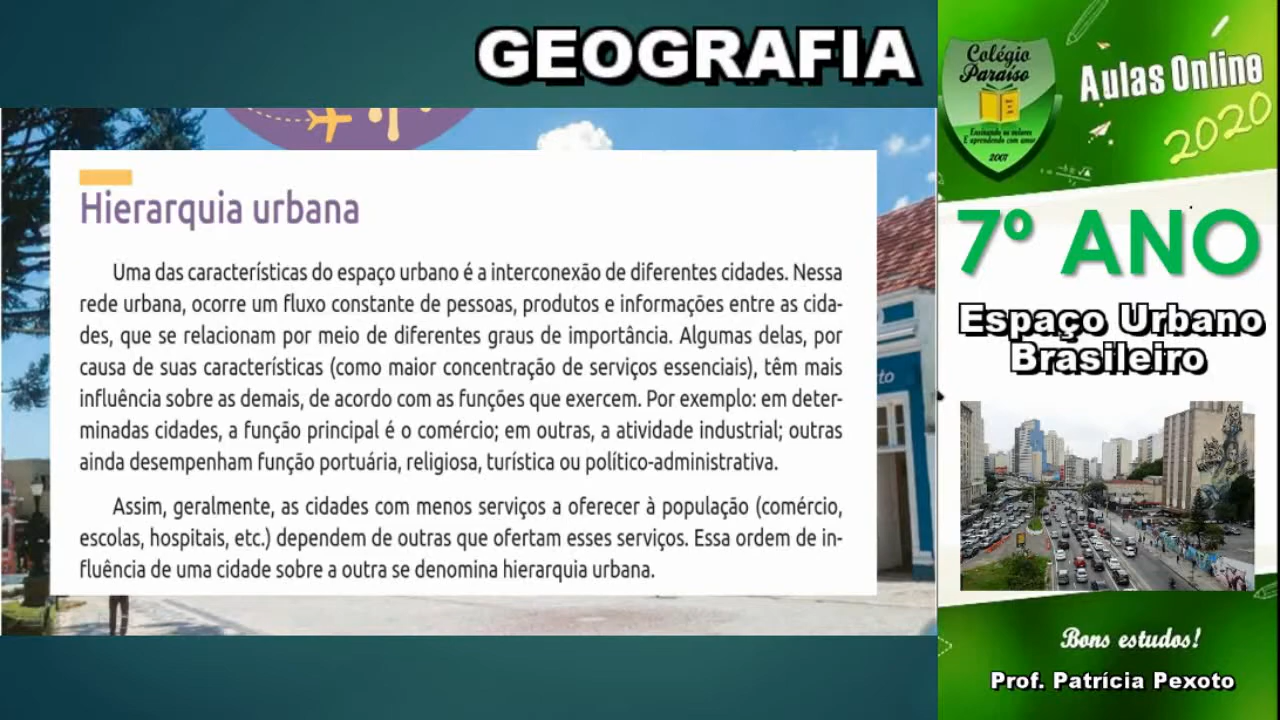 GEOGRAFIA
Hierarquia urbana
Uma das características do espaço urbano é a interconexão de diferentes cidades. Nessa
rede urbana, ocorre um fluxo constante de pessoas, produtos e informações entre as cida-
des, que se relacionam por meio de diferentes graus de importância. Algumas delas, por
causa de suas características (como maior concentração de serviços essenciais), têm mais
influência sobre as demais, de acordo com as funções que exercem. Por exemplo: em deter-
minadas cidades, a função principal é o comércio; em outras, a atividade industrial; outras
ainda desempenham função portuária, religiosa, turística ou político-administrativa.
Assim, geralmente, as cidades com menos serviços a oferecer à população (comércio,
escolas, hospitais, etc.) dependem de outras que ofertam esses serviços. Essa ordem de in-
fluência de uma cidade sobre a outra se denomina hierarquia urbana.
Colégio
Paraíso
Ensinando os valores
E aprendendo com amor
2007
Aulas Online
2020
7º ANO
Espaço Urbano
Brasileiro
Bons estudos!
Prof. Patrícia Pexoto